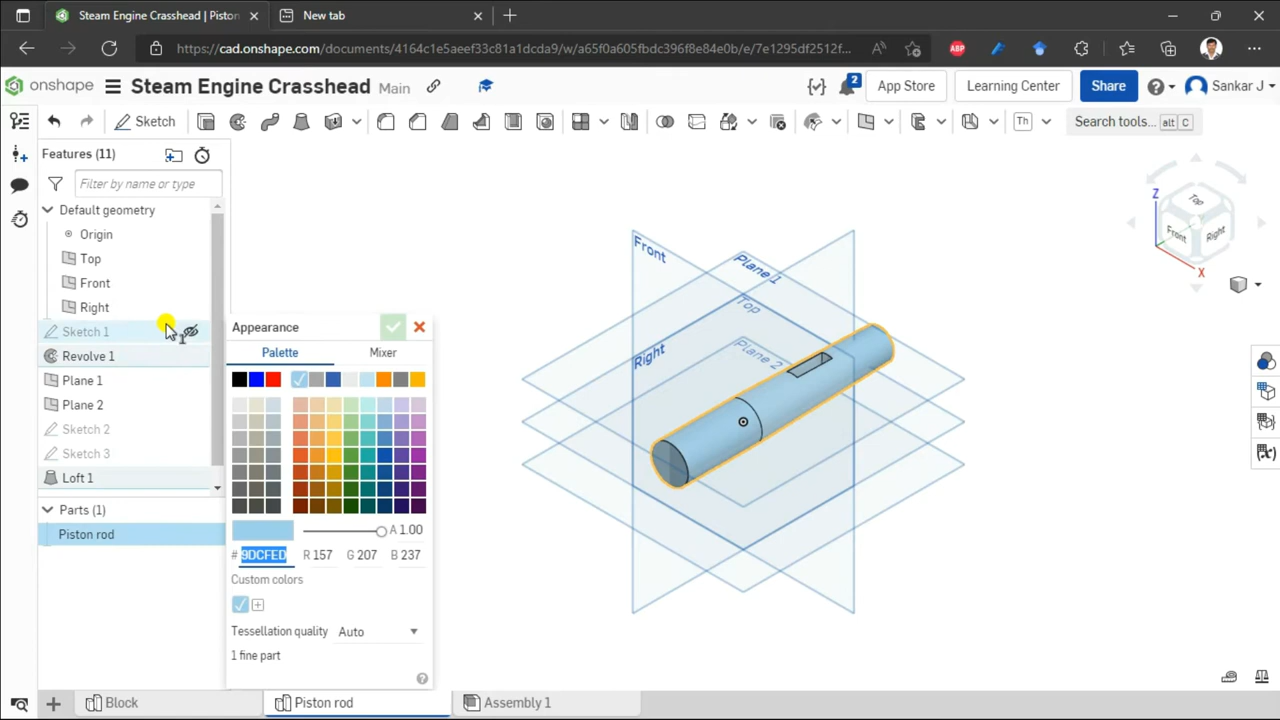 Steam Engine Crasshead | Piston
New tab
https://cad.onshape.com/documents/4164c1e5aeef33c81a1dcda9/w/a65f0a605fbdc396f8e84e0b/e/7e1295df2512f...
ABP
onshape
Steam Engine Crasshead
Main
2
App Store
Learning Center
Share
Sankar J
Sketch
Th
Search tools...
alt C
Features (11)
Filter by name or type
Default geometry
Origin
Top
Front
Right
Sketch 1
Revolve 1
Plane 1
Plane 2
Sketch 2
Sketch 3
Loft 1
Parts (1)
Piston rod
Appearance
Palette
Mixer
A 1.00
# 9DCFED
R 157
G 207
B 237
Custom colors
Tessellation quality
Auto
1 fine part
Front
Plane 1
Top
Right
Plane 2
Z
Top
Front
Right
X
Block
Piston rod
Assembly 1